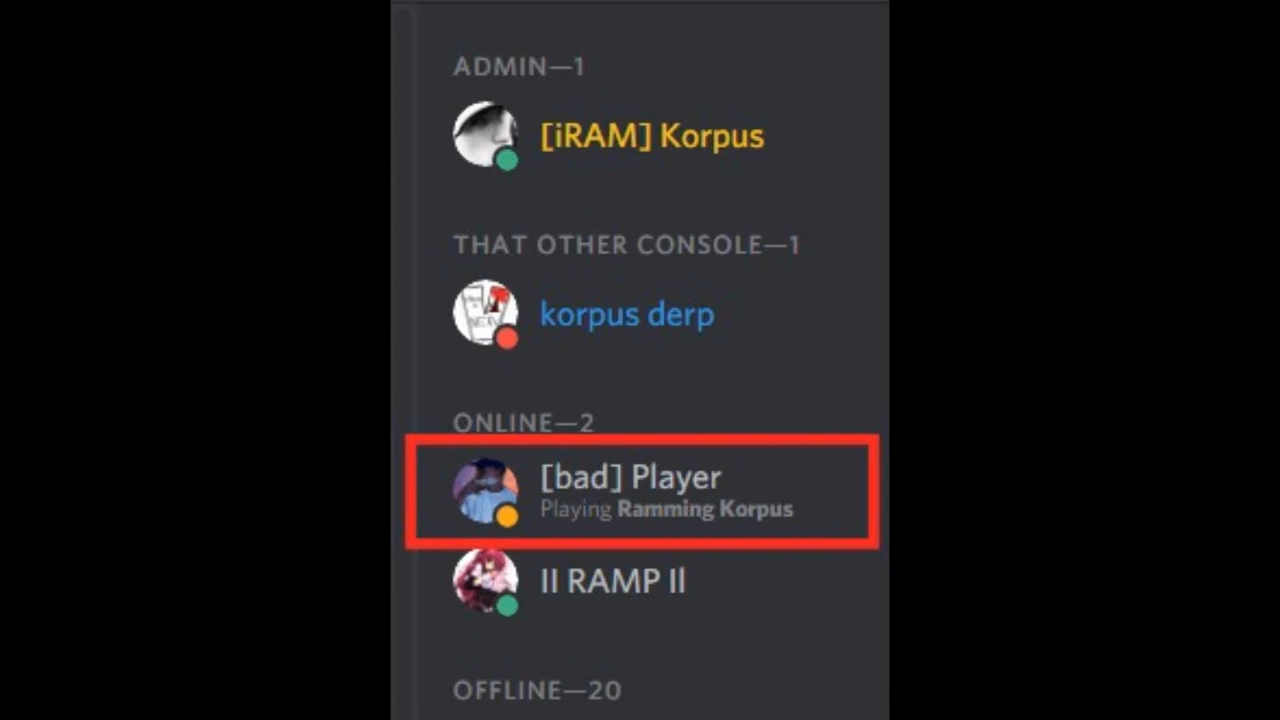 ADMIN—1
[iRAM] Korpus
THAT OTHER CONSOLE—1
korpus derp
ONLINE—2
[bad] Player
Playing Ramming Korpus
II RAMP II
OFFLINE—20